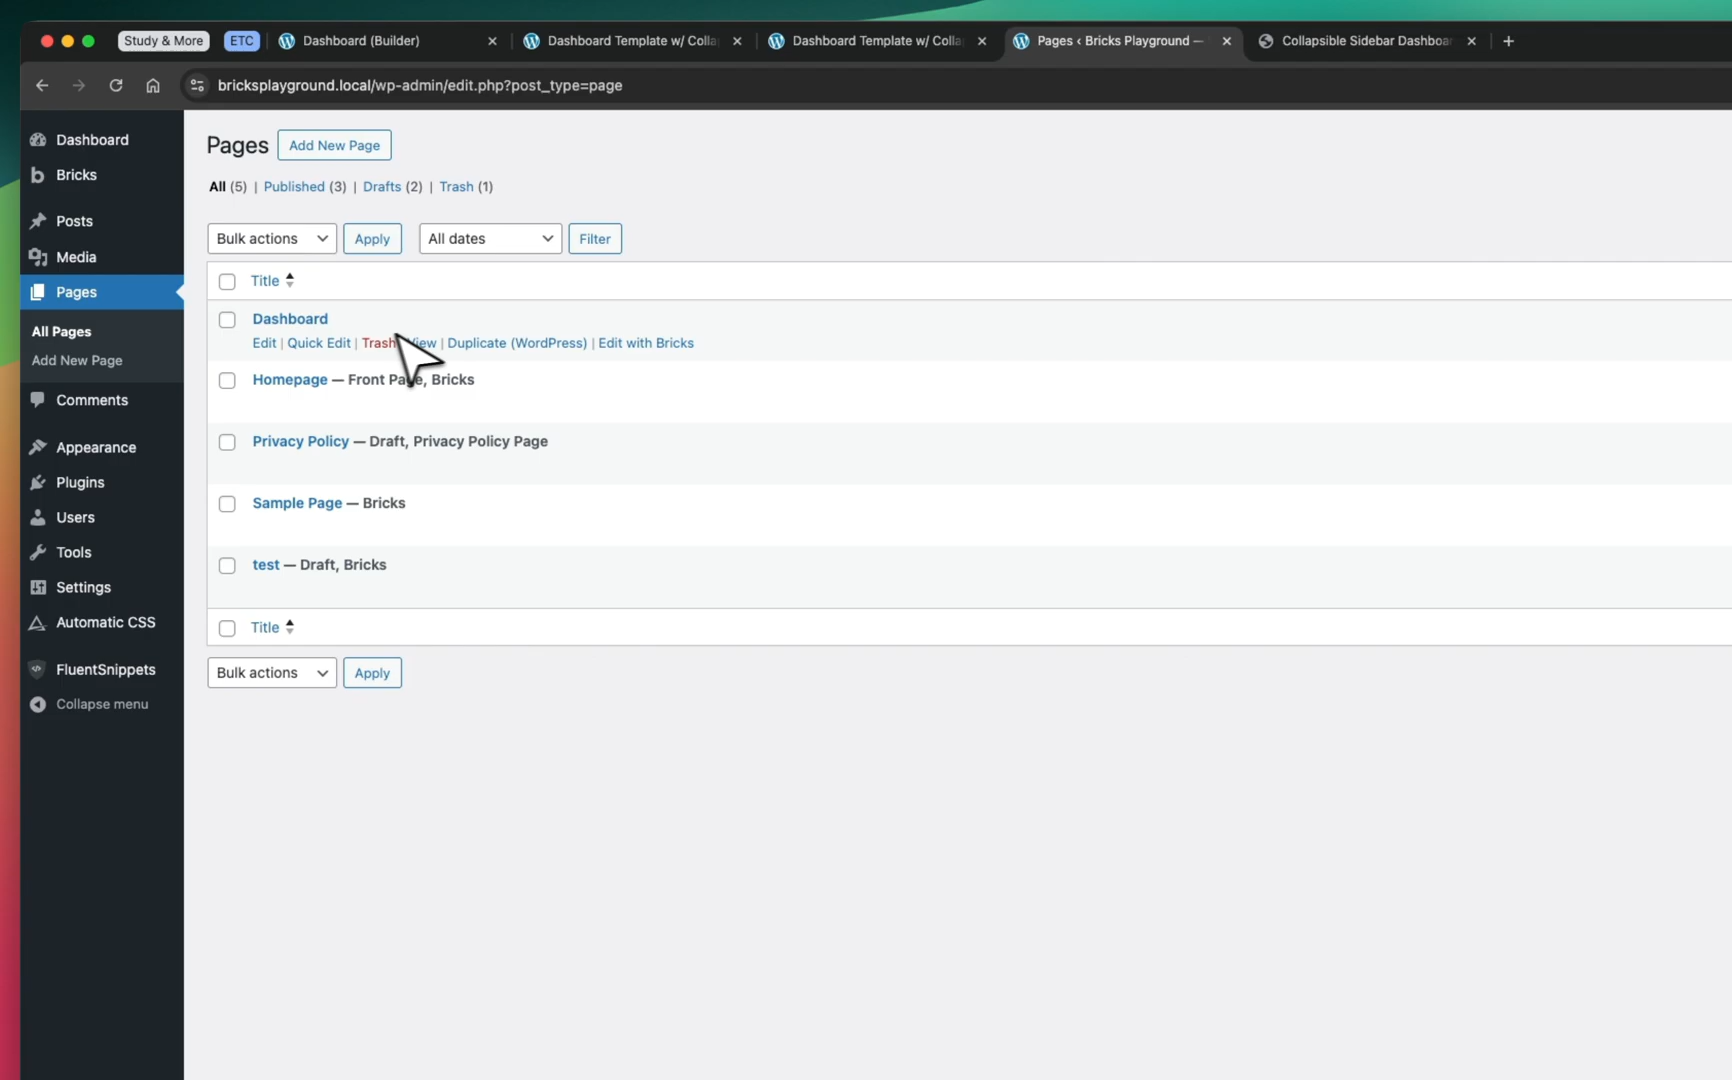 Study & More ETC Dashboard (Builder) Dashboard Template w/ Colla Dashboard Template w/ Colla Pages ‹ Bricks Playground — Collapsible Sidebar Dashboar
bricksplayground.local/wp-admin/edit.php?post_type=page
Dashboard
Bricks
Posts
Media
Pages
All Pages
Add New Page
Comments
Appearance
Plugins
Users
Tools
Settings
Automatic CSS
FluentSnippets
Collapse menu
Pages Add New Page
All (5) | Published (3) | Drafts (2) | Trash (1)
Bulk actions Apply All dates Filter
Title
Dashboard
Edit | Quick Edit | Trash View | Duplicate (WordPress) | Edit with Bricks
Homepage — Front Page, Bricks
Privacy Policy — Draft, Privacy Policy Page
Sample Page — Bricks
test — Draft, Bricks
Title
Bulk actions Apply